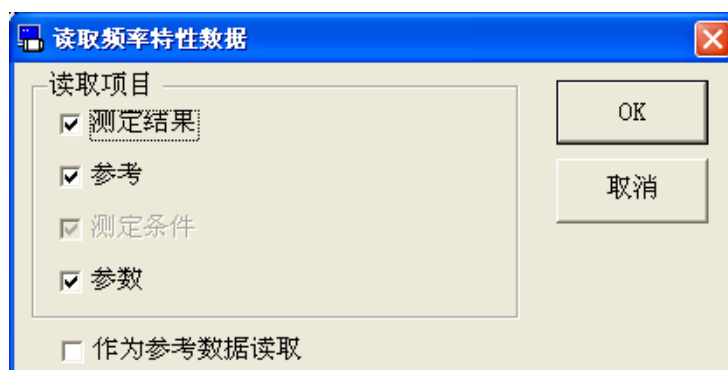 读取频率特性数据
读取项目
测定结果
OK
参考
取消
测定条件
参数
作为参考数据读取